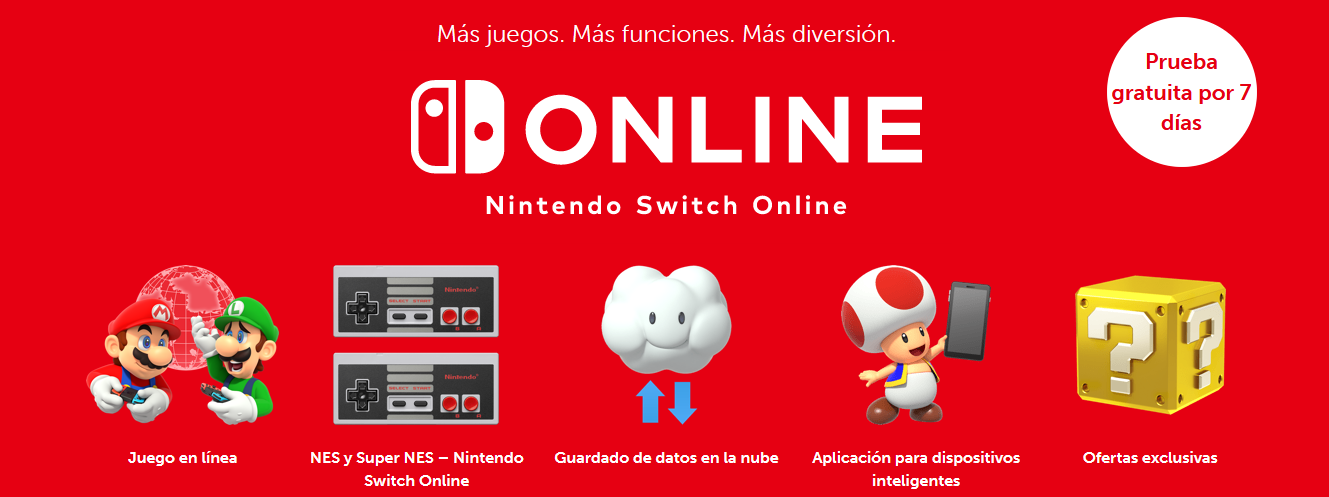 Más juegos. Más funciones. Más diversión.
Prueba
gratuita por 7
días
ONLINE
Nintendo Switch Online
M
L
Nintendo
SELECT START
B A
Nintendo
SELECT START
B A
? ?
Juego en línea
NES y Super NES – Nintendo
Switch Online
Guardado de datos en la nube
Aplicación para dispositivos
inteligentes
Ofertas exclusivas